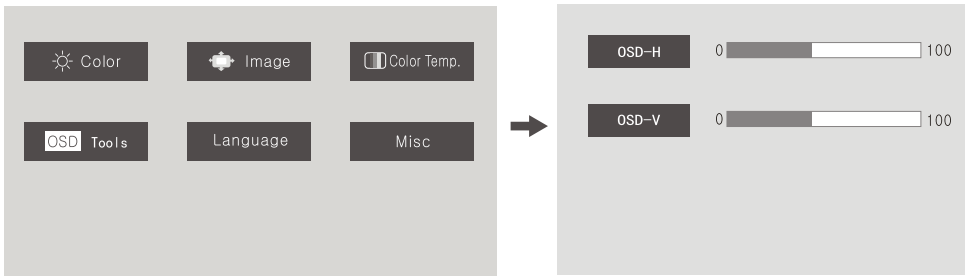 Color
Image
Color Temp.
OSD Tools
Language
Misc
OSD-H 0 100
OSD-V 0 100